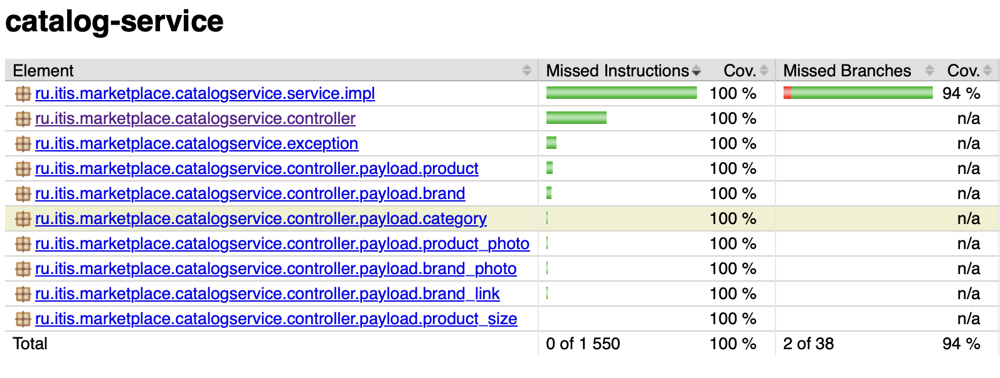 catalog-service
Element Missed Instructions Cov. Missed Branches Cov.
ru.itis.marketplace.catalogservice.service.impl 100 % 94 %
ru.itis.marketplace.catalogservice.controller 100 % n/a
ru.itis.marketplace.catalogservice.exception 100 % n/a
ru.itis.marketplace.catalogservice.controller.payload.product 100 % n/a
ru.itis.marketplace.catalogservice.controller.payload.brand 100 % n/a
ru.itis.marketplace.catalogservice.controller.payload.category 100 % n/a
ru.itis.marketplace.catalogservice.controller.payload.product_photo 100 % n/a
ru.itis.marketplace.catalogservice.controller.payload.brand_photo 100 % n/a
ru.itis.marketplace.catalogservice.controller.payload.brand_link 100 % n/a
ru.itis.marketplace.catalogservice.controller.payload.product_size 100 % n/a
Total 0 of 1 550 100 % 2 of 38 94 %